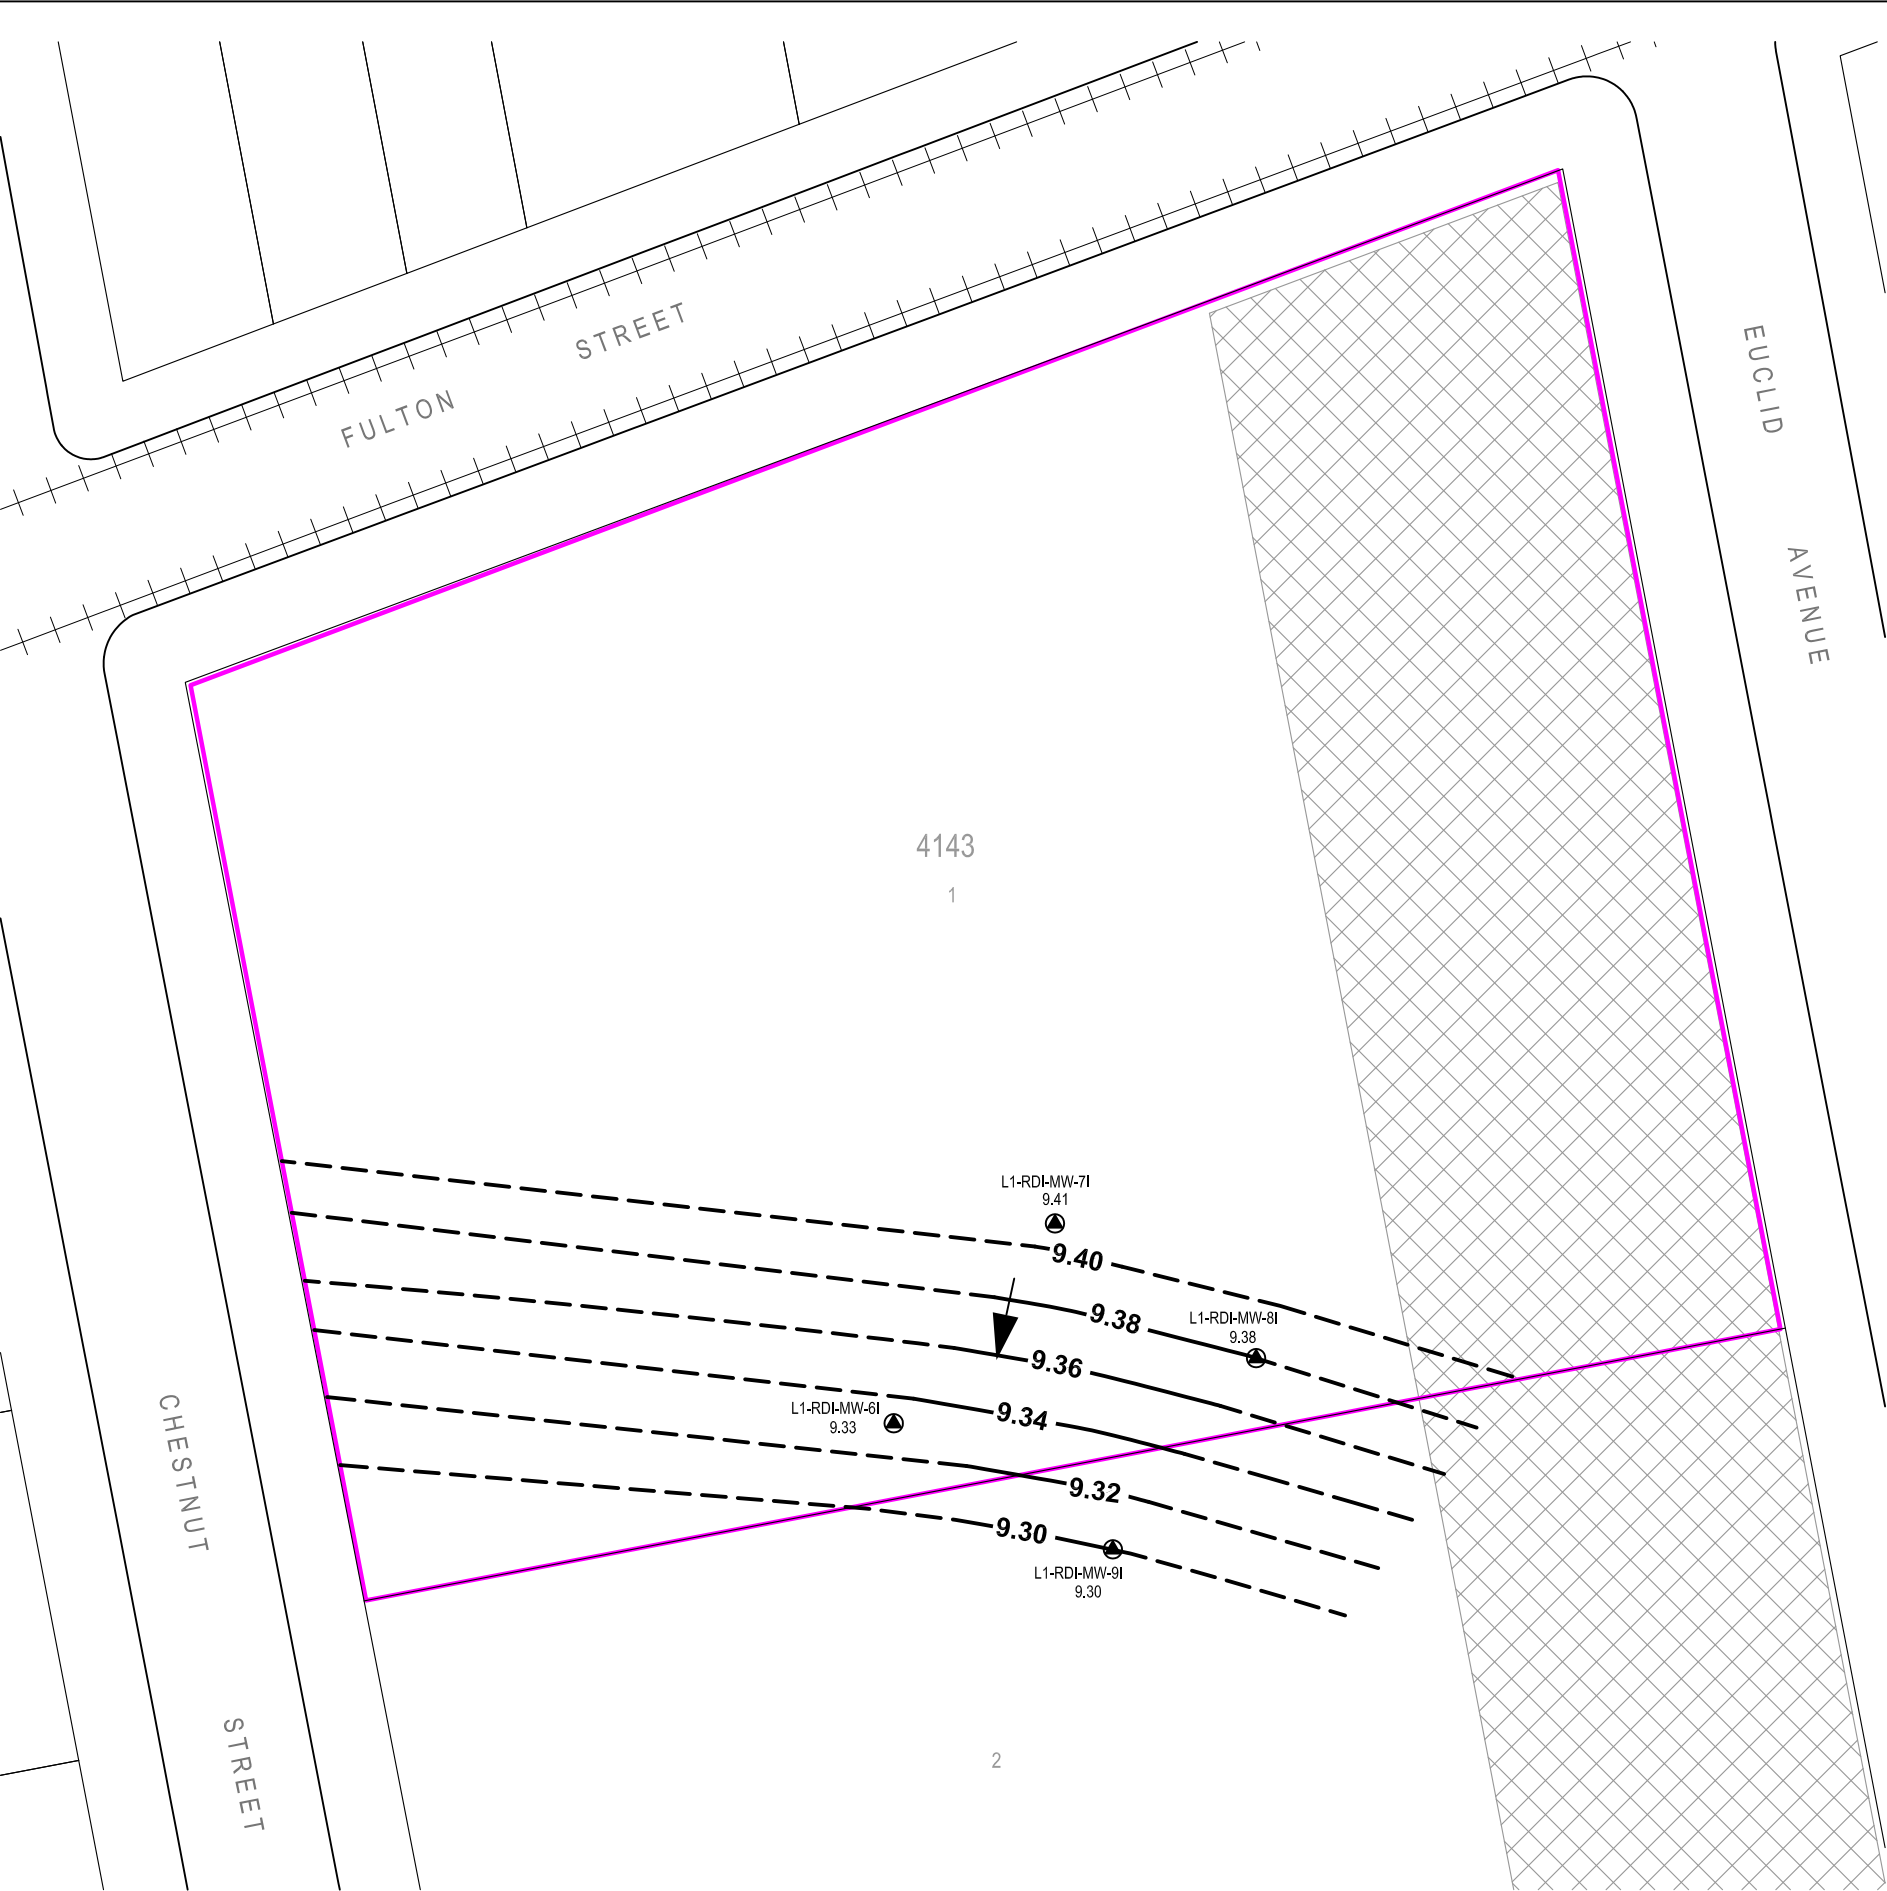 FULTON STREET
EUCLID AVENUE
4143
1
L1-RDI-MW-7I
9.41
9.40
9.38
L1-RDI-MW-8I
9.38
9.36
9.34
L1-RDI-MW-6I
9.33
9.32
9.30
L1-RDI-MW-9I
9.30
CHESTNUT STREET
2